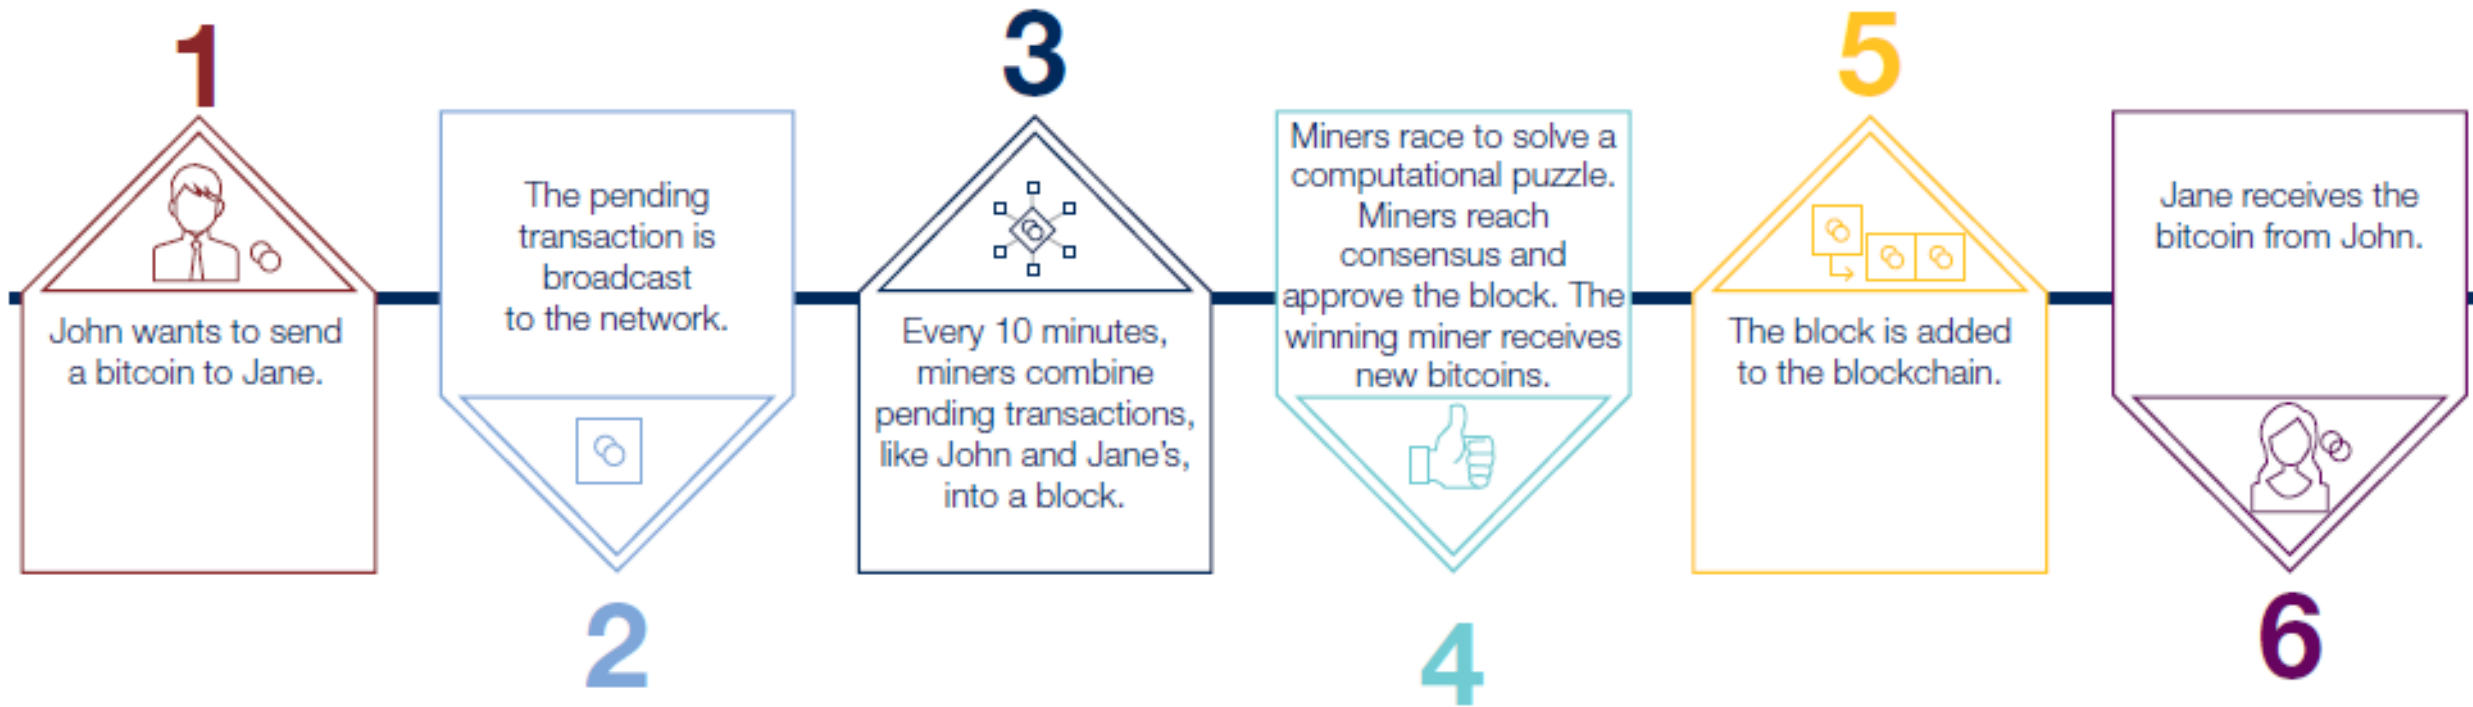 1
John wants to send
a bitcoin to Jane.
The pending
transaction is
broadcast
to the network.
2
3
Every 10 minutes,
miners combine
pending transactions,
like John and Jane's,
into a block.
Miners race to solve a
computational puzzle.
Miners reach
consensus and
approve the block. The
winning miner receives
new bitcoins.
4
5
The block is added
to the blockchain.
Jane receives the
bitcoin from John.
6